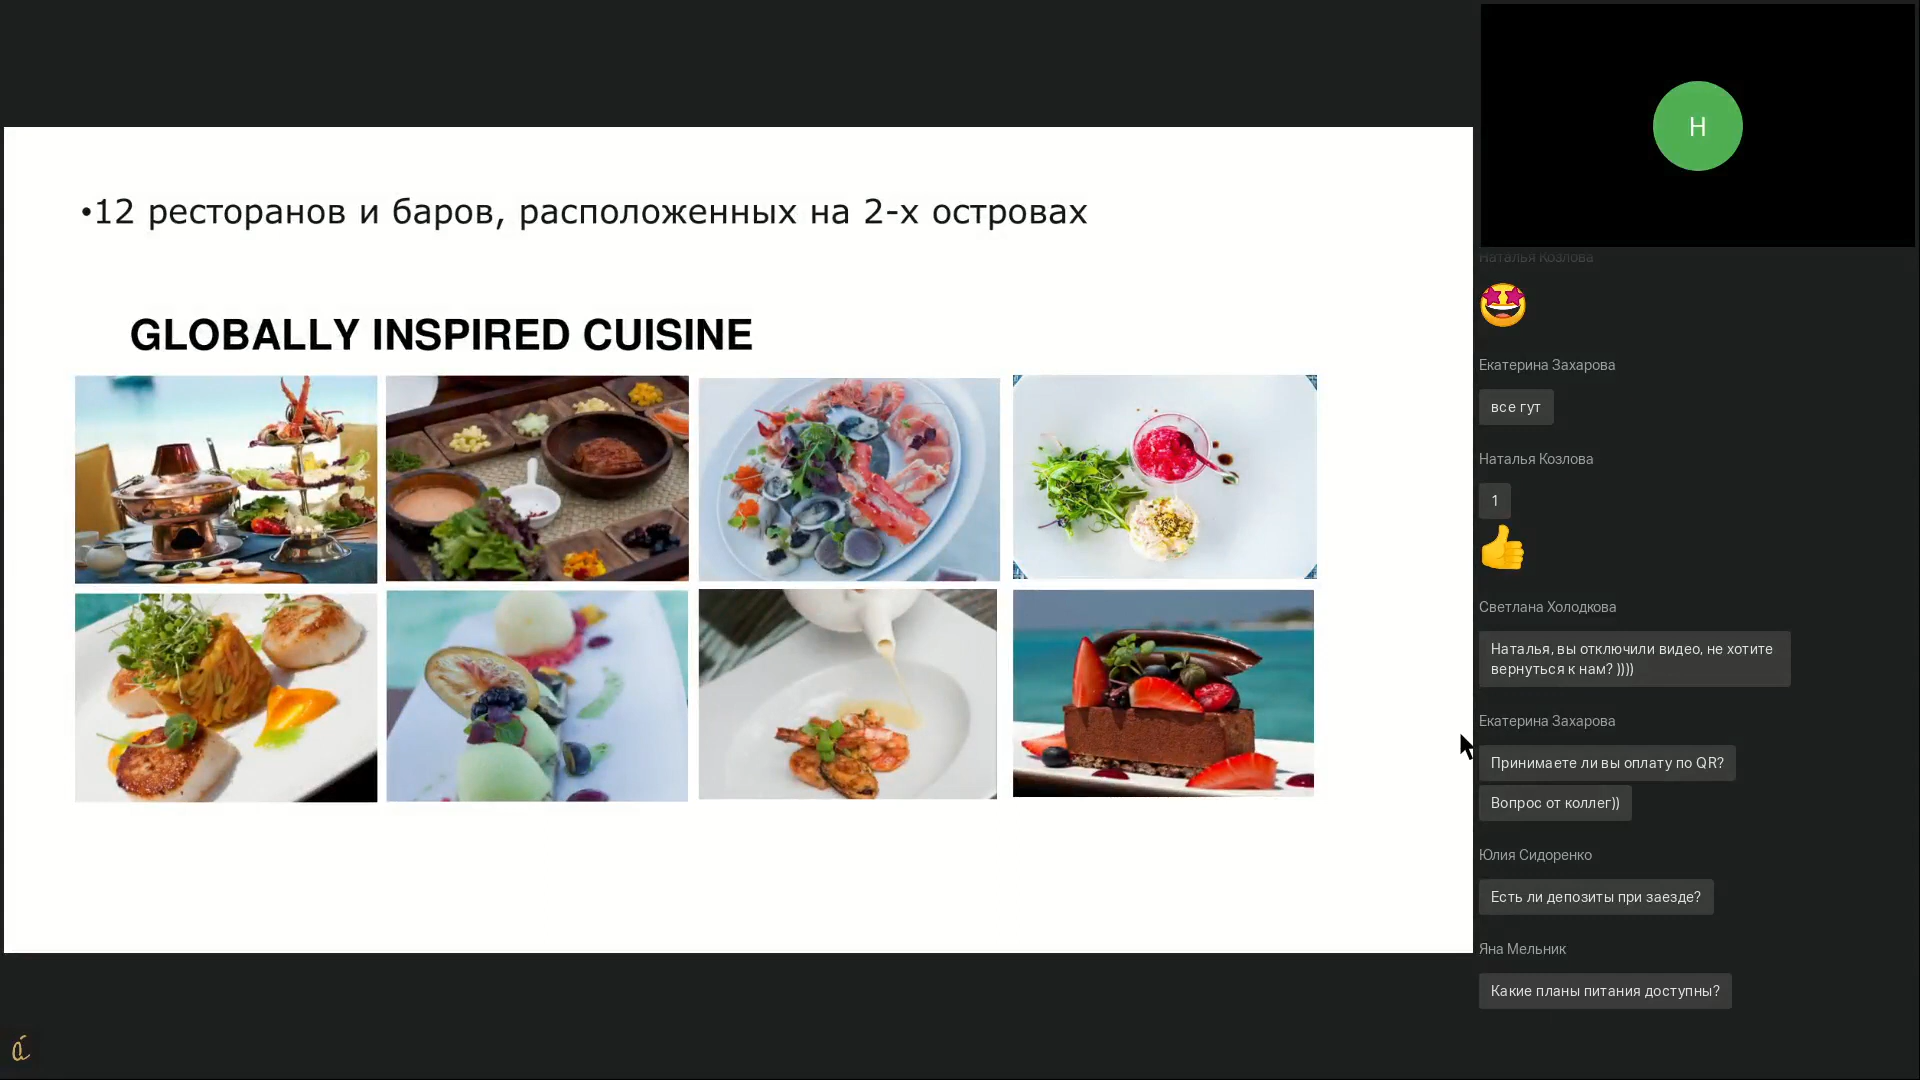 •12 ресторанов и баров, расположенных на 2-х островах
GLOBALLY INSPIRED CUISINE
Н
Наталья Козлова
Екатерина Захарова
все гут
Наталья Козлова
1
Светлана Холодкова
Наталья, вы отключили видео, не хотите
вернуться к нам? ))))
Екатерина Захарова
Принимаете ли вы оплату по QR?
Вопрос от коллег))
Юлия Сидоренко
Есть ли депозиты при заезде?
Яна Мельник
Какие планы питания доступны?
á